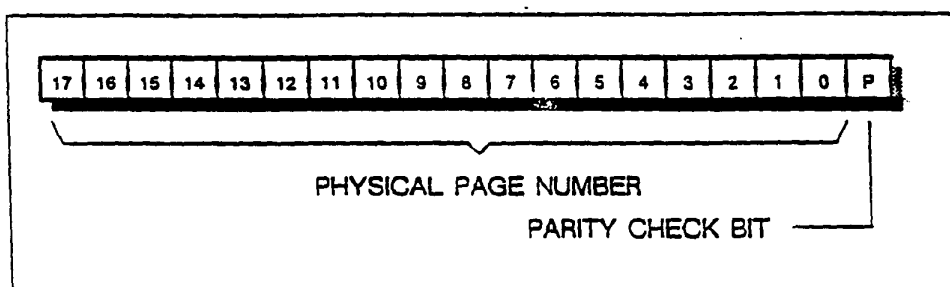 17 16 15 14 13 12 11 10 9 8 7 6 5 4 3 2 1 0 P
PHYSICAL PAGE NUMBER
PARITY CHECK BIT